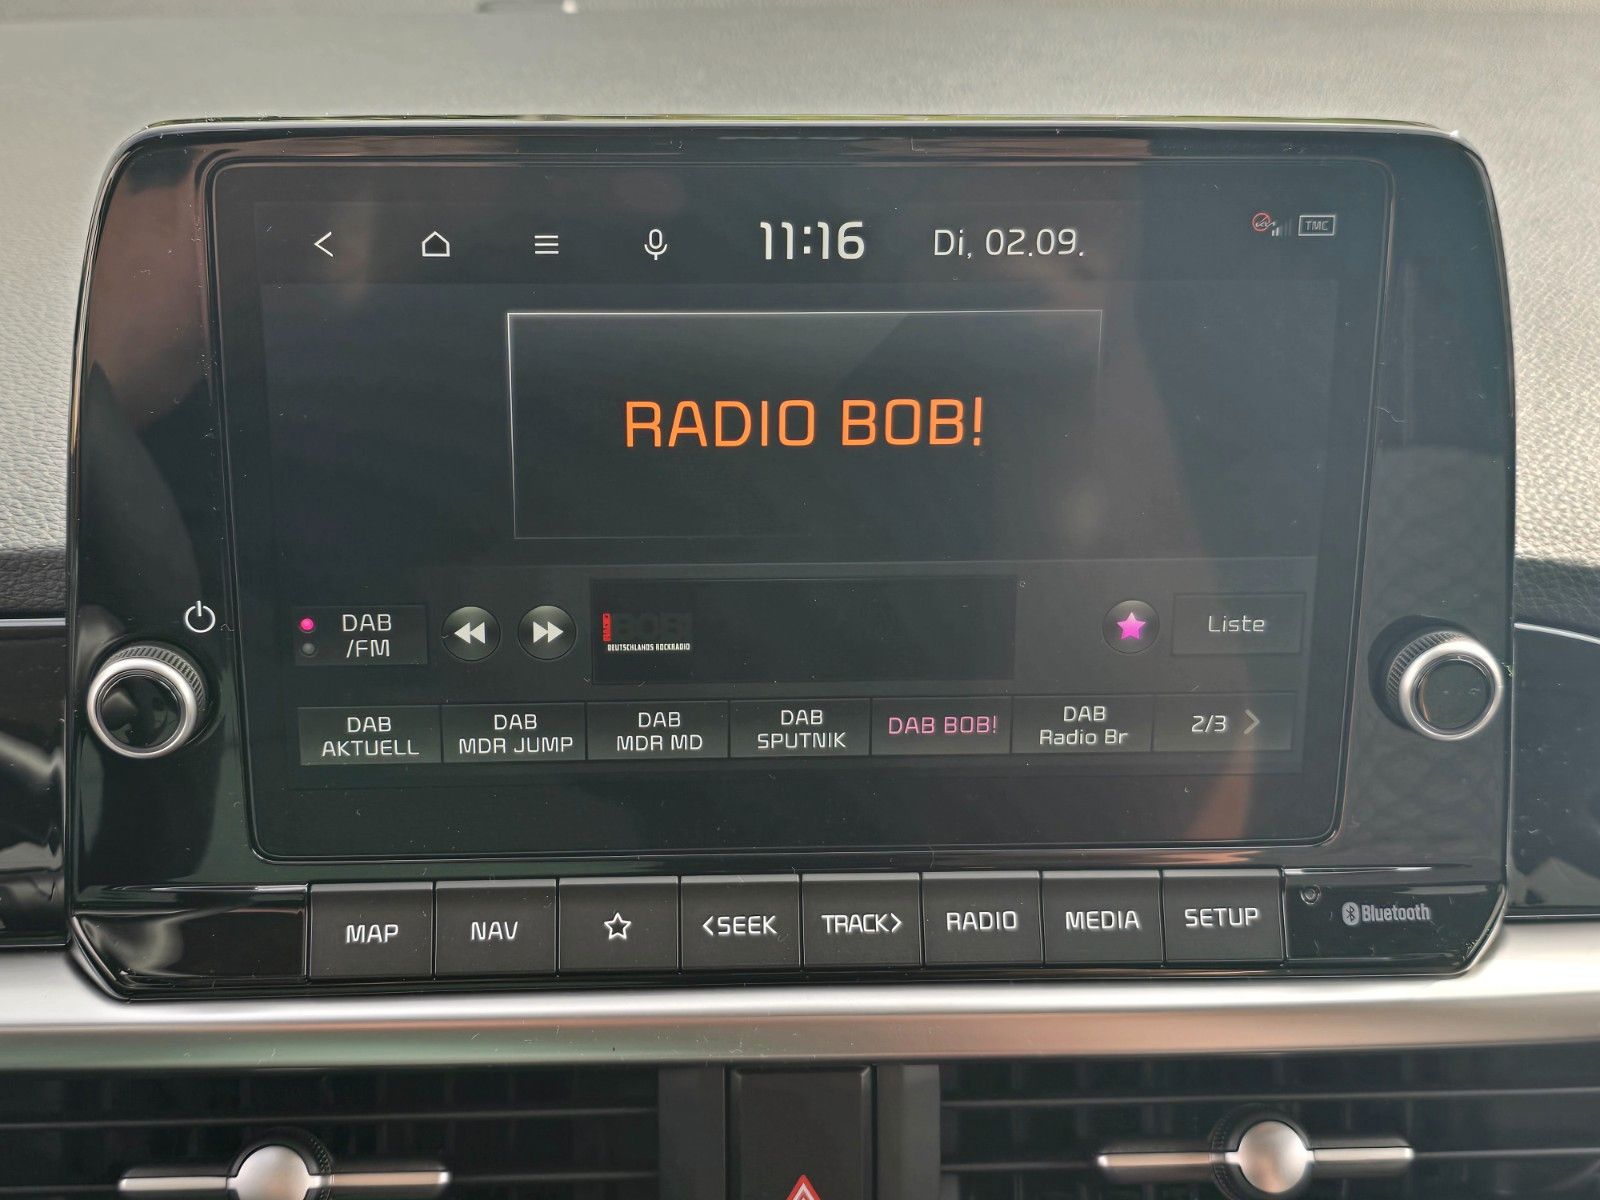 11:16 Di, 02.09. TMC
RADIO BOB!
DAB
/FM
RADIO
BOB!
DEUTSCHLANDS ROCKRADIO
Liste
DAB
AKTUELL
DAB
MDR JUMP
DAB
MDR MD
DAB
SPUTNIK
DAB BOB!
DAB
Radio Br
2/3
MAP NAV <SEEK TRACK> RADIO MEDIA SETUP Bluetooth